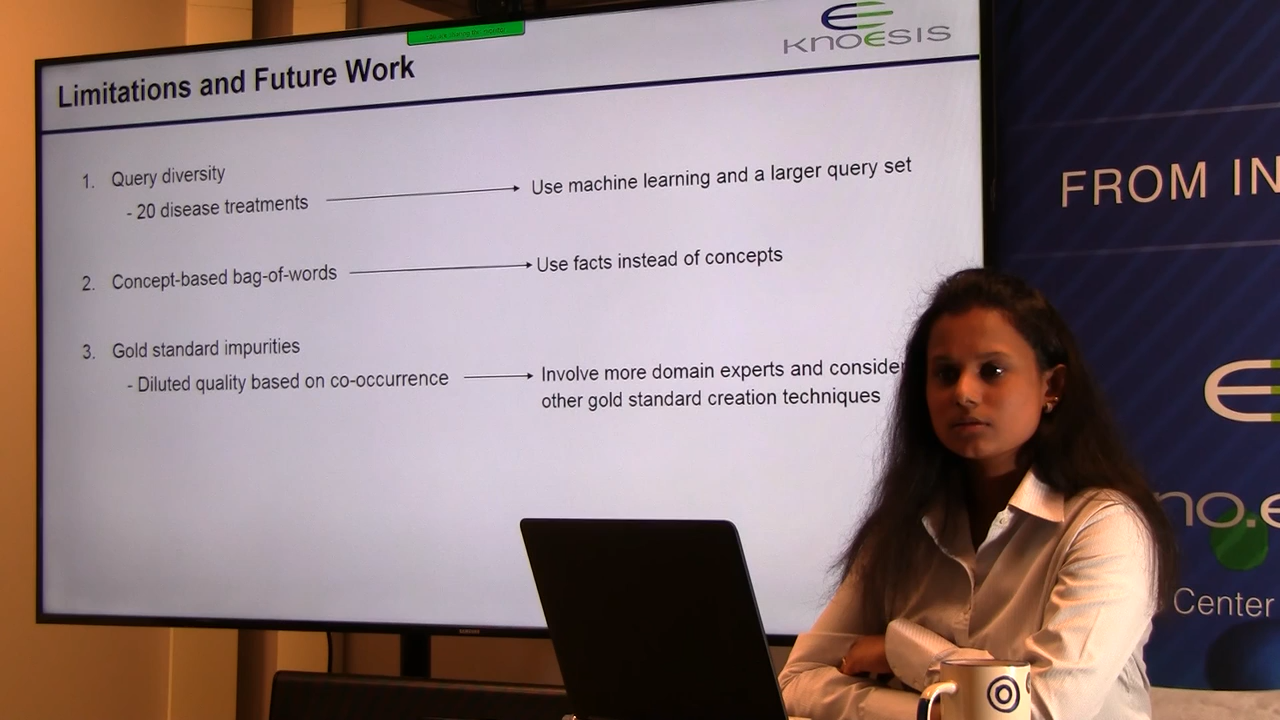 KNOESIS
Limitations and Future Work
1. Query diversity
- 20 disease treatments
Use machine learning and a larger query set
2. Concept-based bag-of-words
Use facts instead of concepts
3. Gold standard impurities
- Diluted quality based on co-occurrence
Involve more domain experts and consider
other gold standard creation techniques
SAMSUNG
FROM IN
no.e
Center